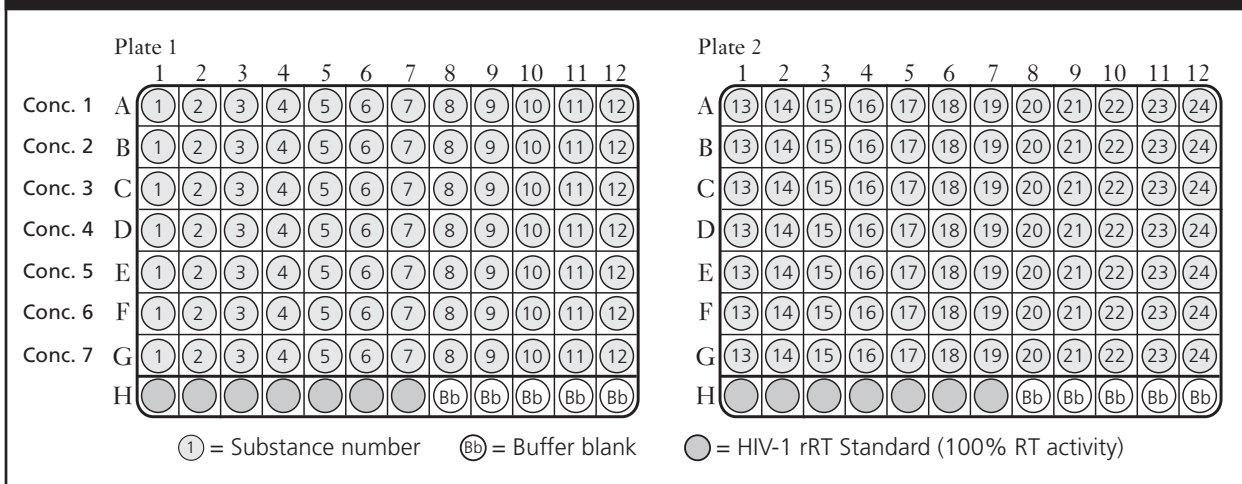 Plate 1 Plate 2
1 2 3 4 5 6 7 8 9 10 11 12 1 2 3 4 5 6 7 8 9 10 11 12
Conc. 1 A 1 2 3 4 5 6 7 8 9 10 11 12 A 13 14 15 16 17 18 19 20 21 22 23 24
Conc. 2 B 1 2 3 4 5 6 7 8 9 10 11 12 B 13 14 15 16 17 18 19 20 21 22 23 24
Conc. 3 C 1 2 3 4 5 6 7 8 9 10 11 12 C 13 14 15 16 17 18 19 20 21 22 23 24
Conc. 4 D 1 2 3 4 5 6 7 8 9 10 11 12 D 13 14 15 16 17 18 19 20 21 22 23 24
Conc. 5 E 1 2 3 4 5 6 7 8 9 10 11 12 E 13 14 15 16 17 18 19 20 21 22 23 24
Conc. 6 F 1 2 3 4 5 6 7 8 9 10 11 12 F 13 14 15 16 17 18 19 20 21 22 23 24
Conc. 7 G 1 2 3 4 5 6 7 8 9 10 11 12 G 13 14 15 16 17 18 19 20 21 22 23 24
H Bb Bb Bb Bb Bb H Bb Bb Bb Bb Bb
1 = Substance number Bb = Buffer blank = HIV-1 rRT Standard (100% RT activity)